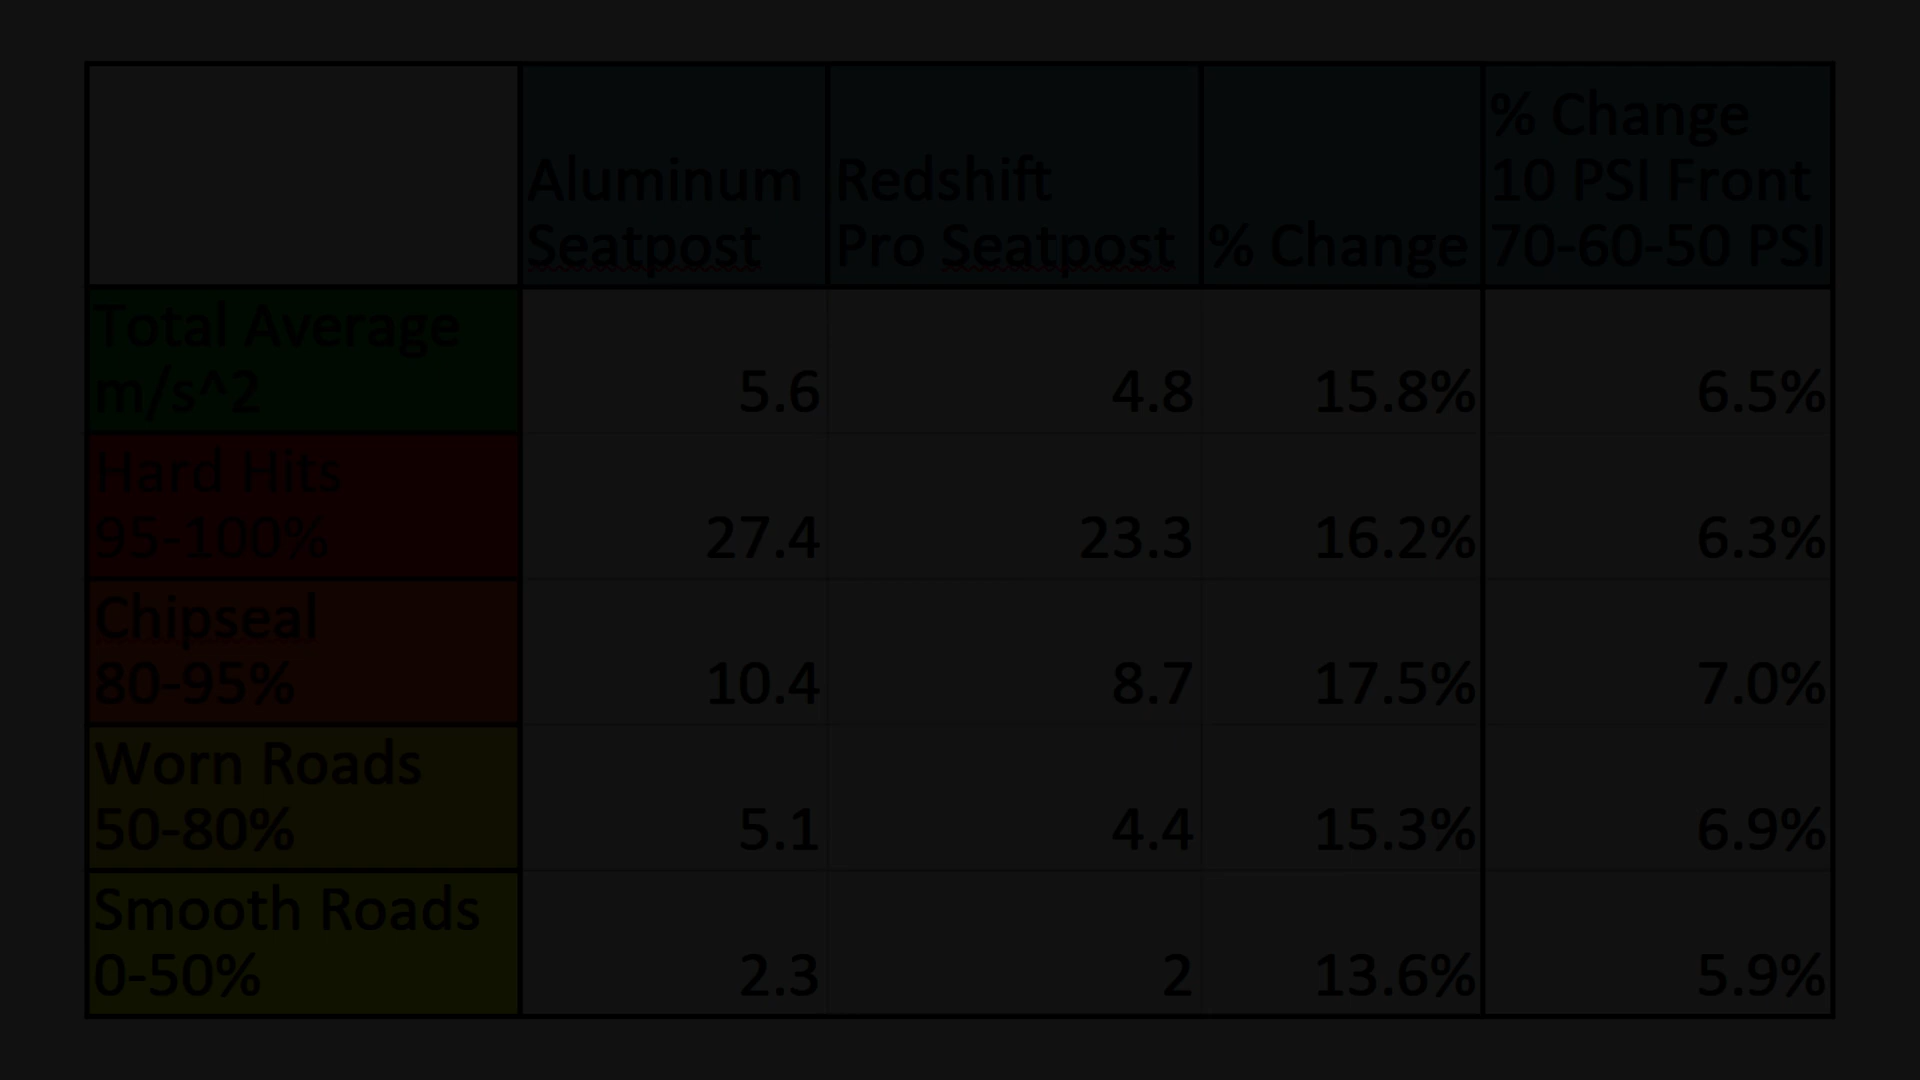 Aluminum
Seatpost
Redshift
Pro Seatpost
% Change
% Change
10 PSI Front
70-60-50 PSI
Total Average
m/s^2
5.6
4.8
15.8%
6.5%
Hard Hits
95-100%
27.4
23.3
16.2%
6.3%
Chipseal
80-95%
10.4
8.7
17.5%
7.0%
Worn Roads
50-80%
5.1
4.4
15.3%
6.9%
Smooth Roads
0-50%
2.3
2
13.6%
5.9%